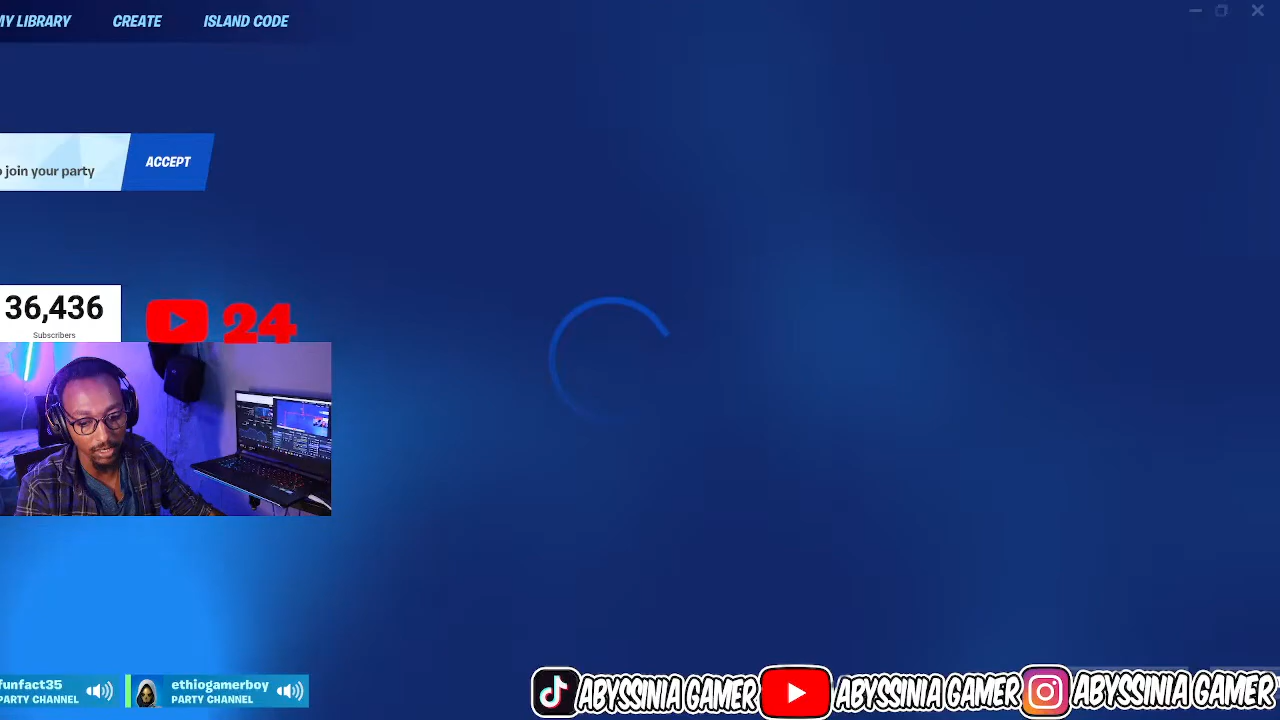 MY LIBRARY CREATE ISLAND CODE
join your party
ACCEPT
36,436
Subscribers
24
funfact35
PARTY CHANNEL
ethiogamerboy
PARTY CHANNEL
ABYSSINIA GAMER ABYSSINIA GAMER ABYSSINIA GAMER